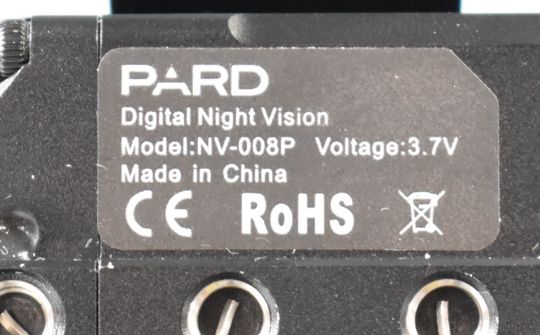 PARD
Digital Night Vision
Model:NV-008P Voltage:3.7V
Made in China
CE RoHS